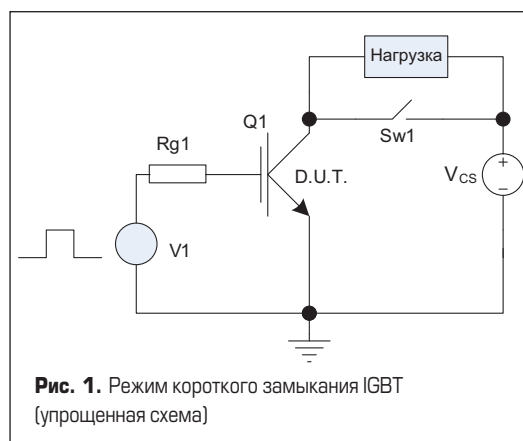 Нагрузка
Q1
Sw1
Rg1
D.U.T.
VCS
+
−
V1
Рис. 1. Режим короткого замыкания IGBT
(упрощенная схема)